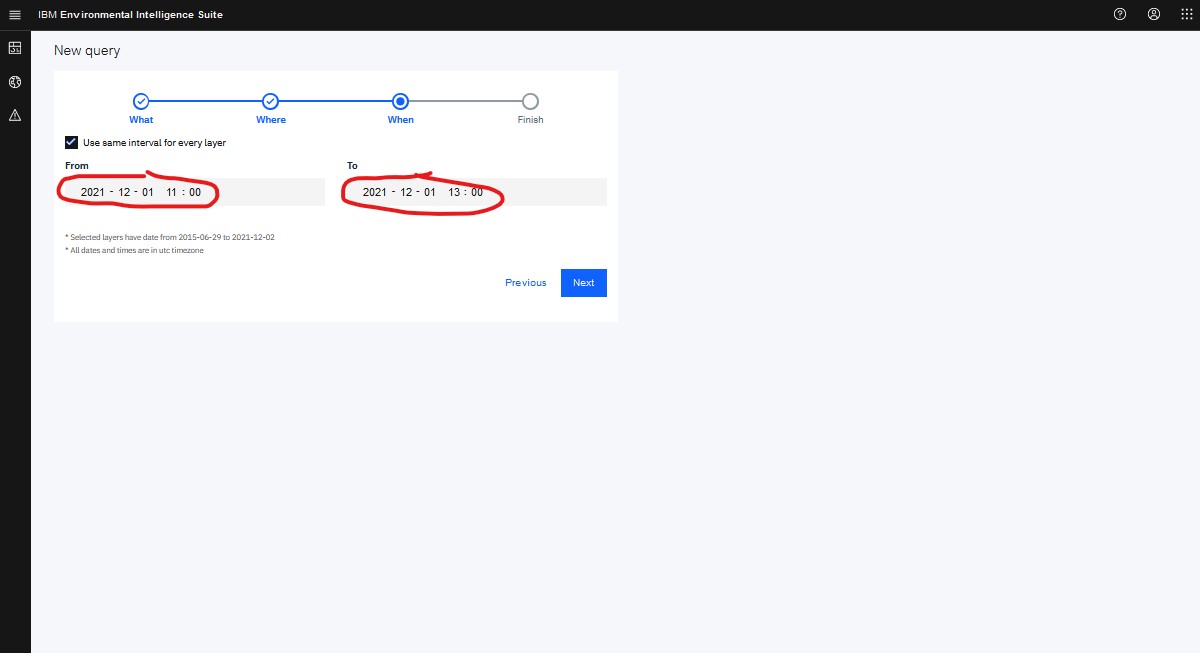 IBM Environmental Intelligence Suite
New query
What Where When Finish
Use same interval for every layer
From To
2021 - 12 - 01 11 : 00 2021 - 12 - 01 13 : 00
* Selected layers have date from 2015-06-29 to 2021-12-02
* All dates and times are in utc timezone
Previous Next